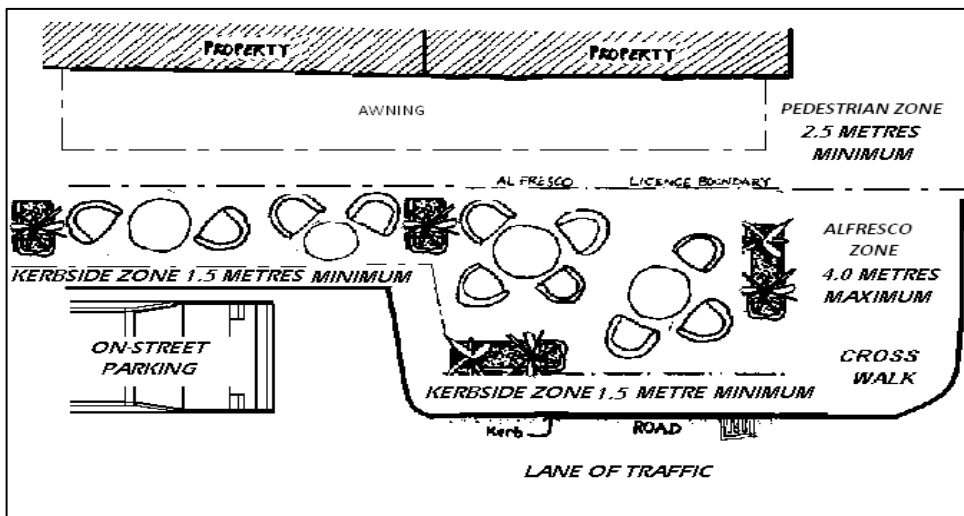 PROPERTY
PROPERTY
AWNING
PEDESTRIAN ZONE
2.5 METRES
MINIMUM
AL FRESCO LICENCE BOUNDARY
ALFRESCO
ZONE
4.0 METRES
MAXIMUM
KERBSIDE ZONE 1.5 METRES MINIMUM
ON-STREET
PARKING
CROSS
WALK
KERBSIDE ZONE 1.5 METRE MINIMUM
Kerb
ROAD
LANE OF TRAFFIC